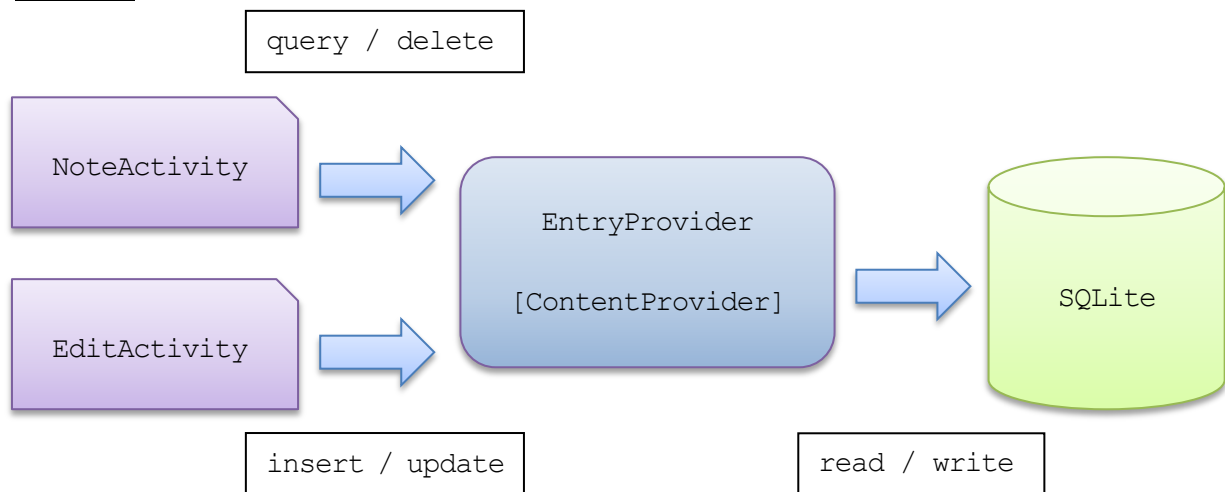 query / delete
NoteActivity
EntryProvider
[ContentProvider]
SQLite
EditActivity
insert / update
read / write